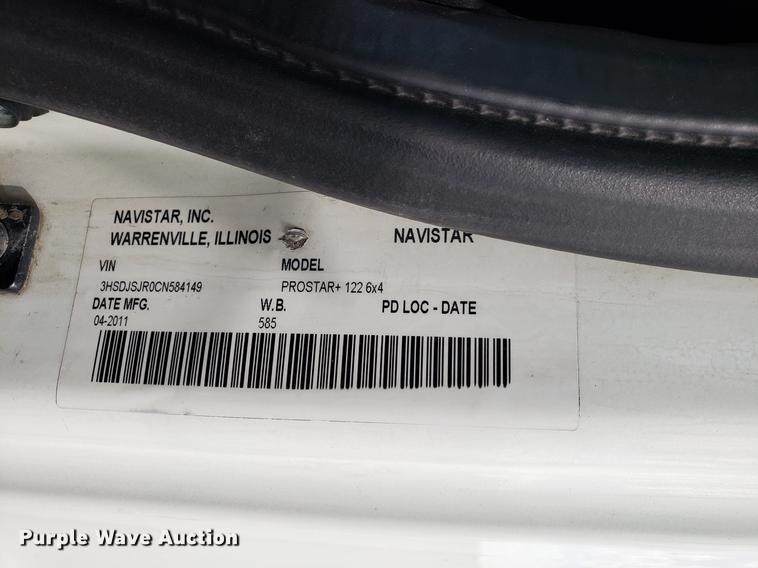 NAVISTAR, INC.
WARRENVILLE, ILLINOIS NAVISTAR
VIN MODEL
3HSDJSJR0CN584149 PROSTAR+ 122 6x4
DATE MFG. W.B. PD LOC - DATE
04-2011 585
Purple Wave Auction